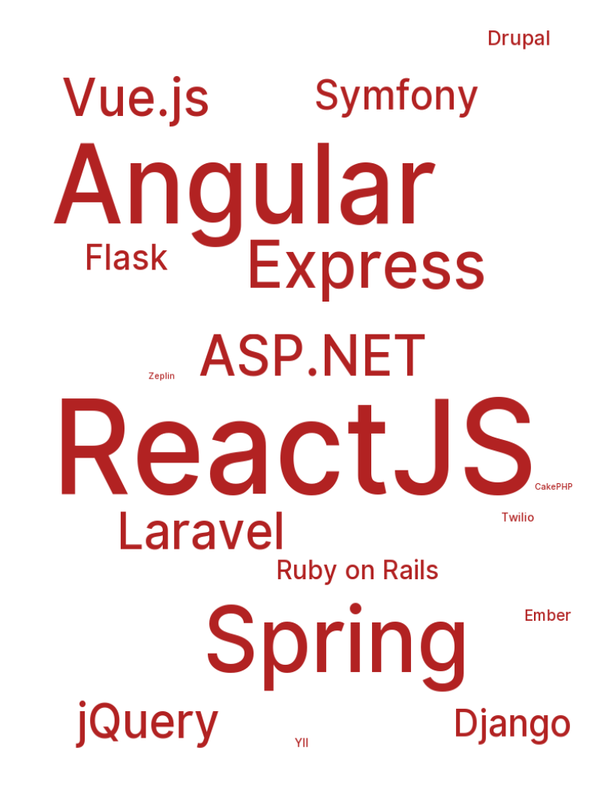 Drupal
Vue.js
Symfony
Angular
Flask
Express
ASP.NET
Zeplin
ReactJS
CakePHP
Twilio
Laravel
Ruby on Rails
Ember
Spring
jQuery
Django
YII